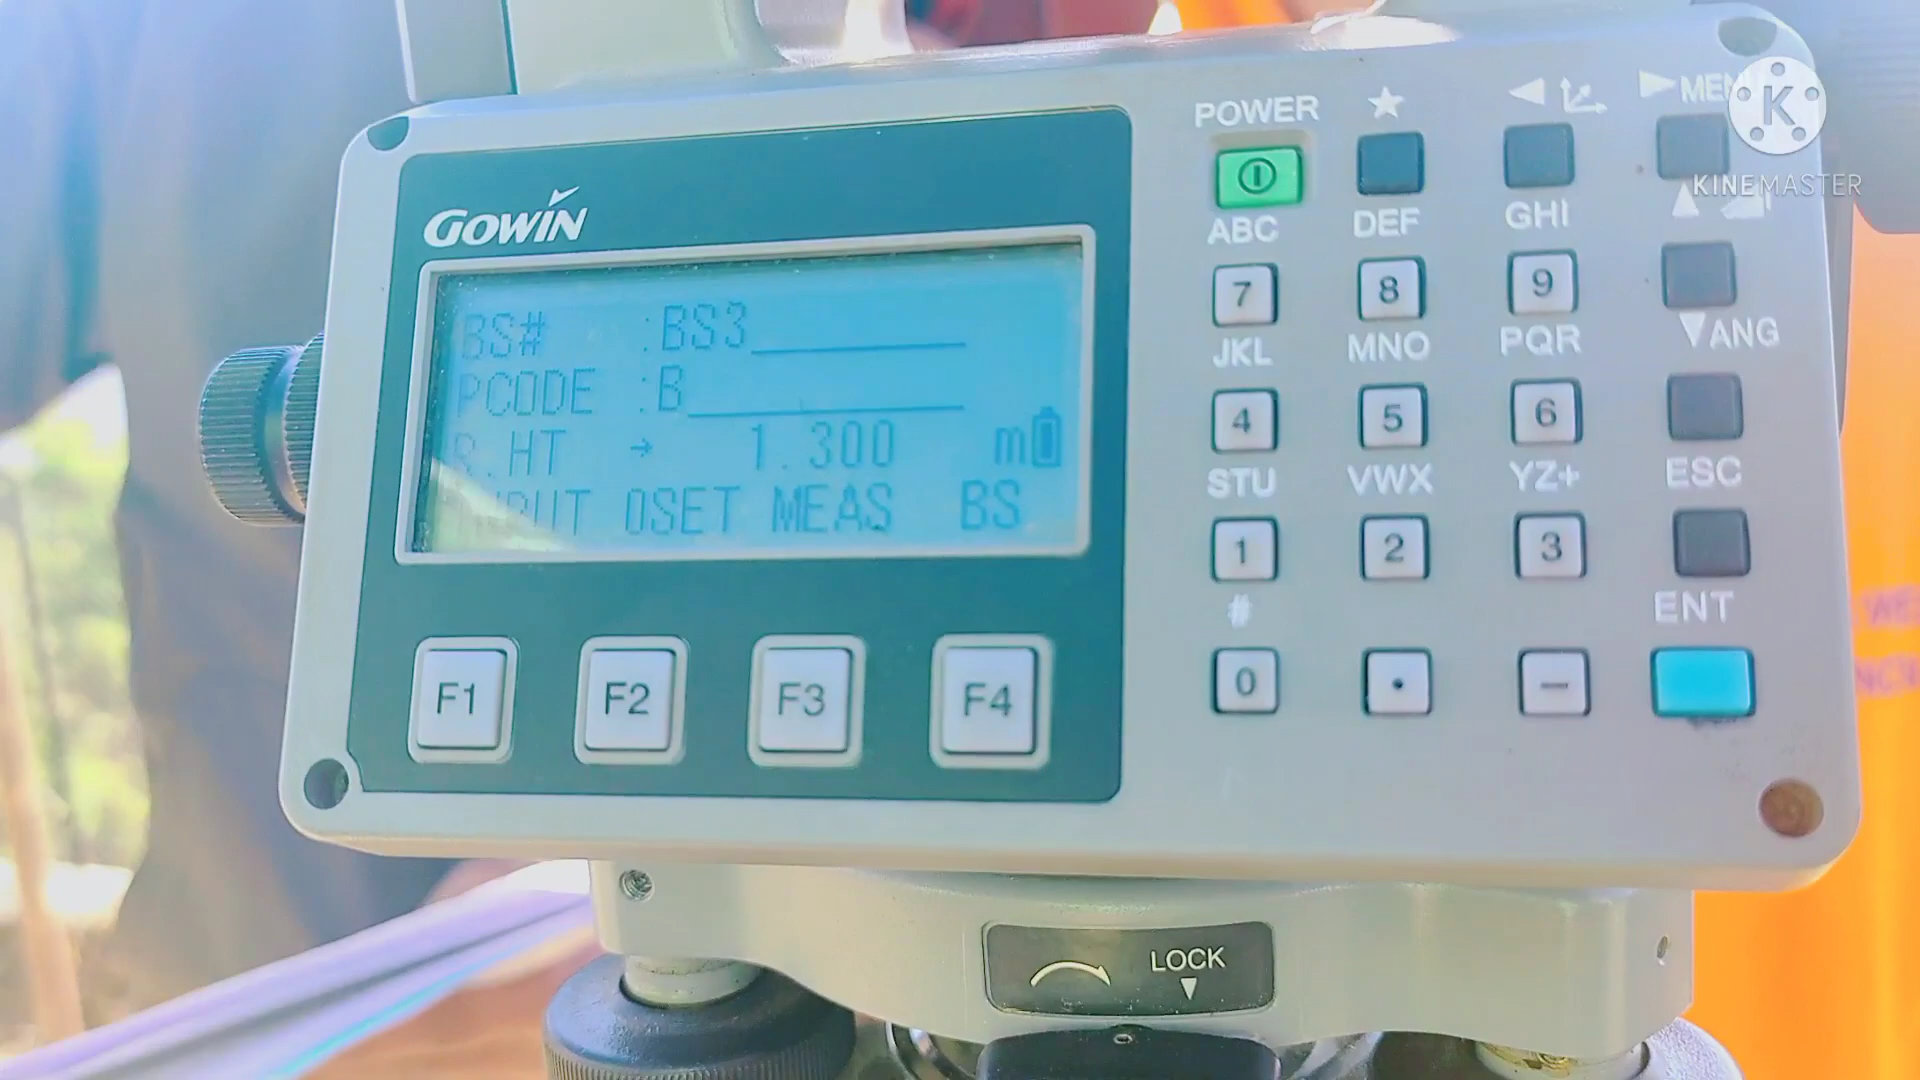 GOWIN
BS# :BS3
PCODE :B
R.HT → 1.300 m
INPUT OSET MEAS BS
F1 F2 F3 F4
POWER ★ ◀ ▶MENU
ABC DEF GHI ▲
7 8 9
JKL MNO PQR ▼ANG
4 5 6
STU VWX YZ+ ESC
1 2 3
# ENT
0 . −
LOCK
▼
K
KINEMASTER